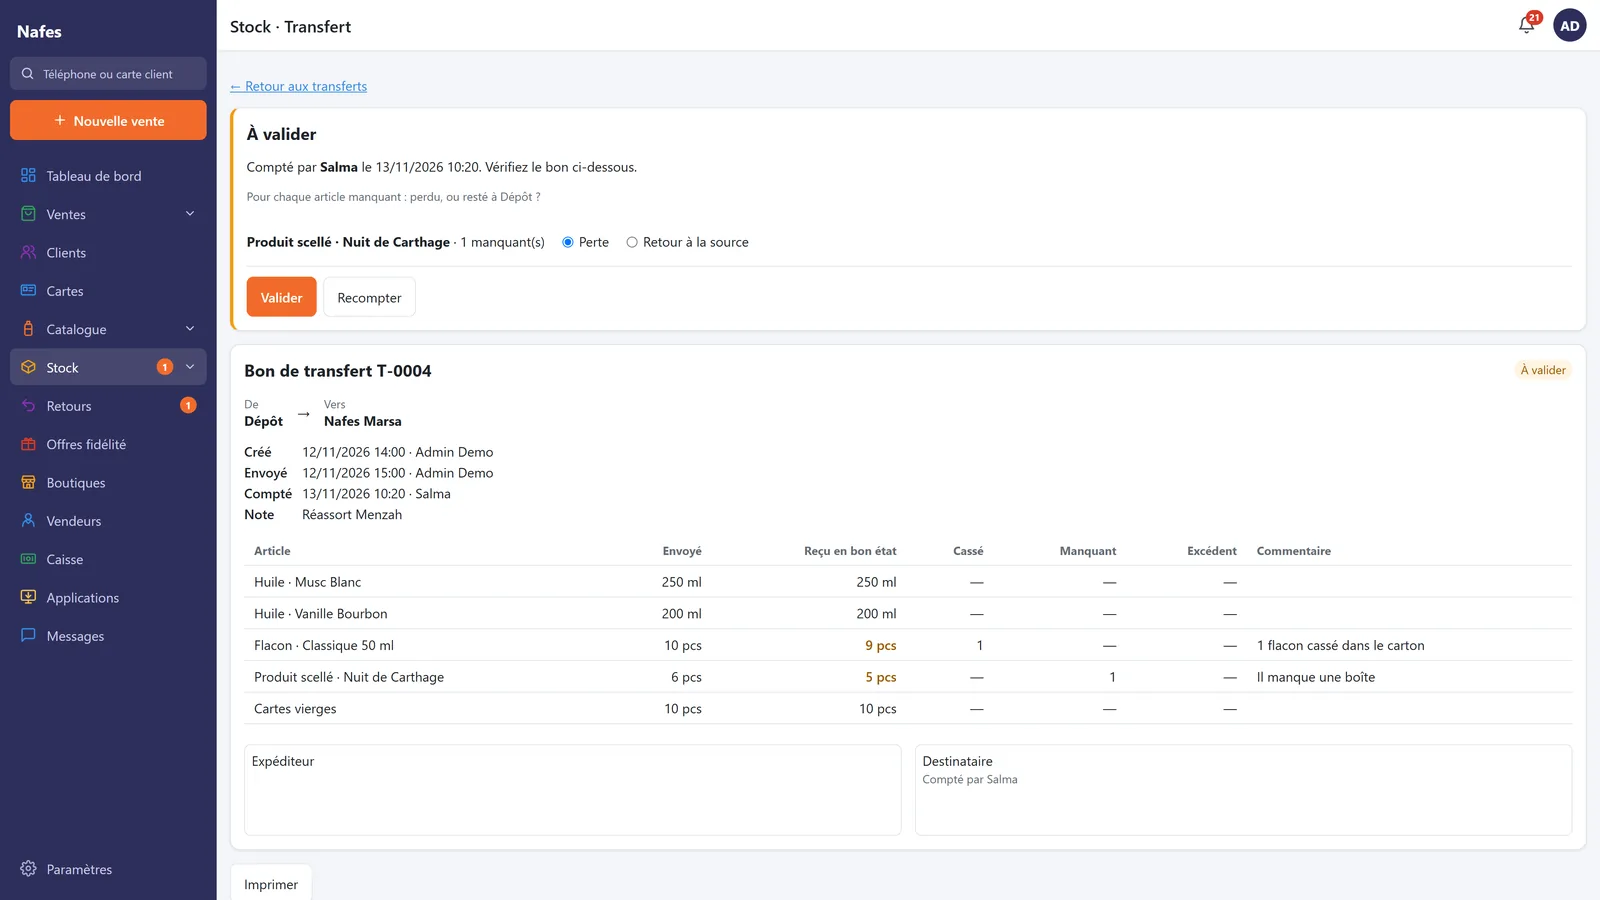 Nafes
Téléphone ou carte client
+ Nouvelle vente
Tableau de bord
Ventes
Clients
Cartes
Catalogue
Stock 1
Retours 1
Offres fidélité
Boutiques
Vendeurs
Caisse
Applications
Messages
Paramètres
Stock · Transfert
21
AD
← Retour aux transferts
À valider
Compté par Salma le 13/11/2026 10:20. Vérifiez le bon ci-dessous.
Pour chaque article manquant : perdu, ou resté à Dépôt ?
Produit scellé · Nuit de Carthage · 1 manquant(s) Perte Retour à la source
Valider Recompter
Bon de transfert T-0004 À valider
De → Vers
Dépôt Nafes Marsa
Créé 12/11/2026 14:00 · Admin Demo
Envoyé 12/11/2026 15:00 · Admin Demo
Compté 13/11/2026 10:20 · Salma
Note Réassort Menzah
Article Envoyé Reçu en bon état Cassé Manquant Excédent Commentaire
Huile · Musc Blanc 250 ml 250 ml — — —
Huile · Vanille Bourbon 200 ml 200 ml — — —
Flacon · Classique 50 ml 10 pcs 9 pcs 1 — — 1 flacon cassé dans le carton
Produit scellé · Nuit de Carthage 6 pcs 5 pcs — 1 — Il manque une boîte
Cartes vierges 10 pcs 10 pcs — — —
Expéditeur
Destinataire
Compté par Salma
Imprimer